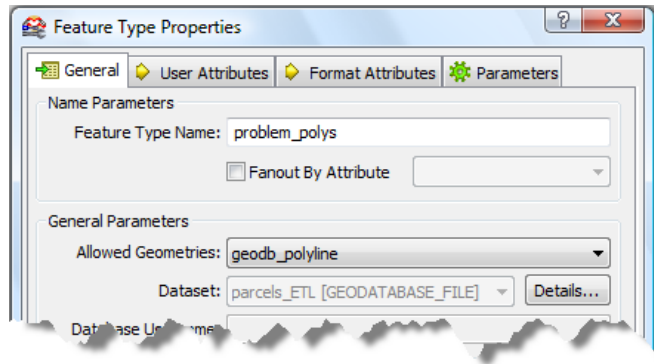 Feature Type Properties
General User Attributes Format Attributes Parameters
Name Parameters
Feature Type Name: problem_polys
Fanout By Attribute
General Parameters
Allowed Geometries: geodb_polyline
Dataset: parcels_ETL [GEODATABASE_FILE] Details...
Database